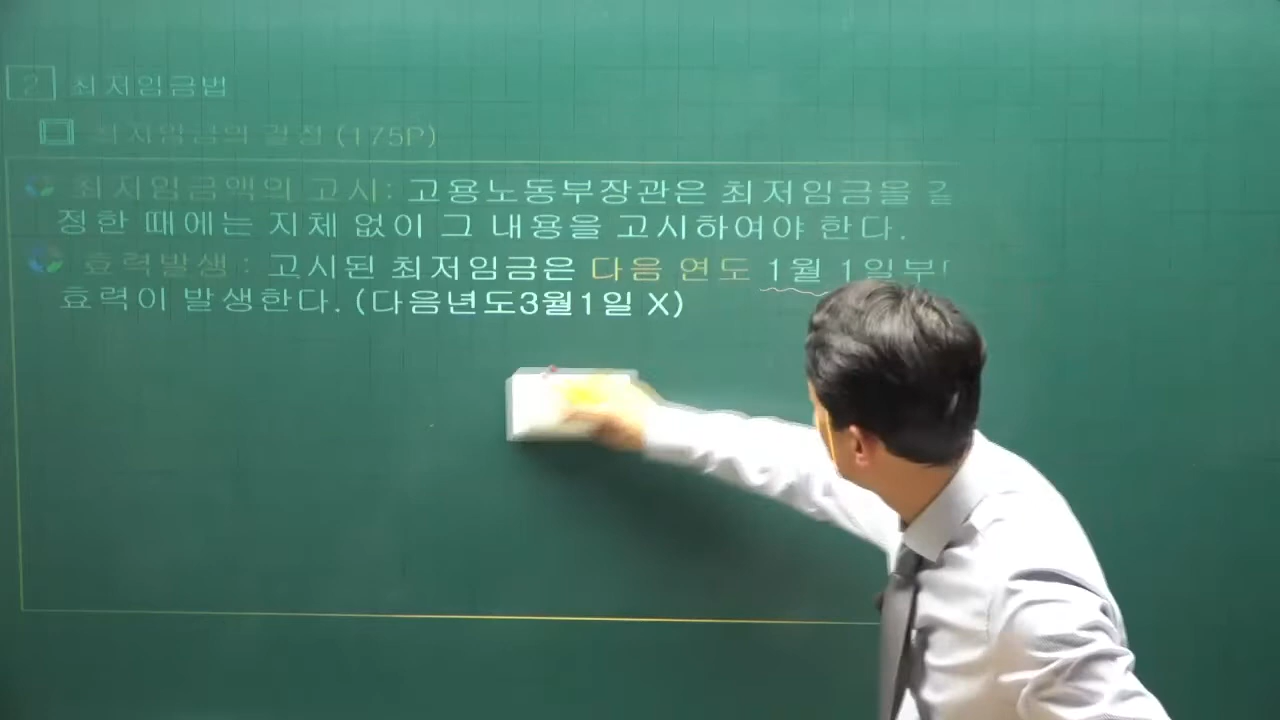 2 최저임금법
최저임금의 결정 (175P)
최저임금액의 고시: 고용노동부장관은 최저임금을 결
정한 때에는 지체 없이 그 내용을 고시하여야 한다.
효력발생 : 고시된 최저임금은 다음 연도 1월 1일부
효력이 발생한다. (다음년도3월1일 X)